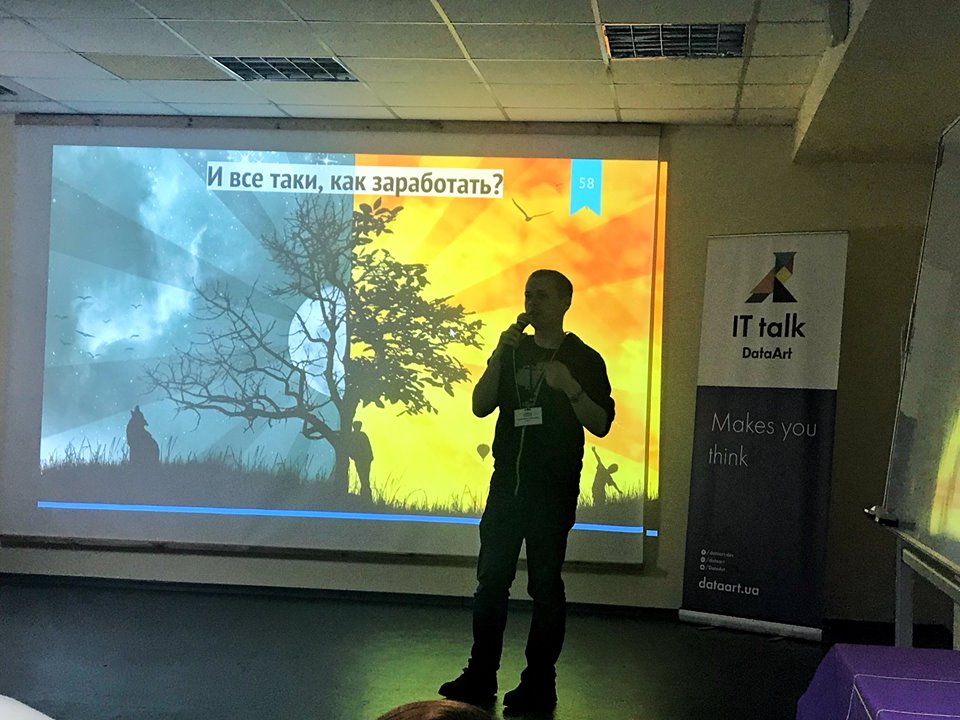 И все таки, как заработать?
58
IT talk
DataArt
Makes you
think
dataart.ua